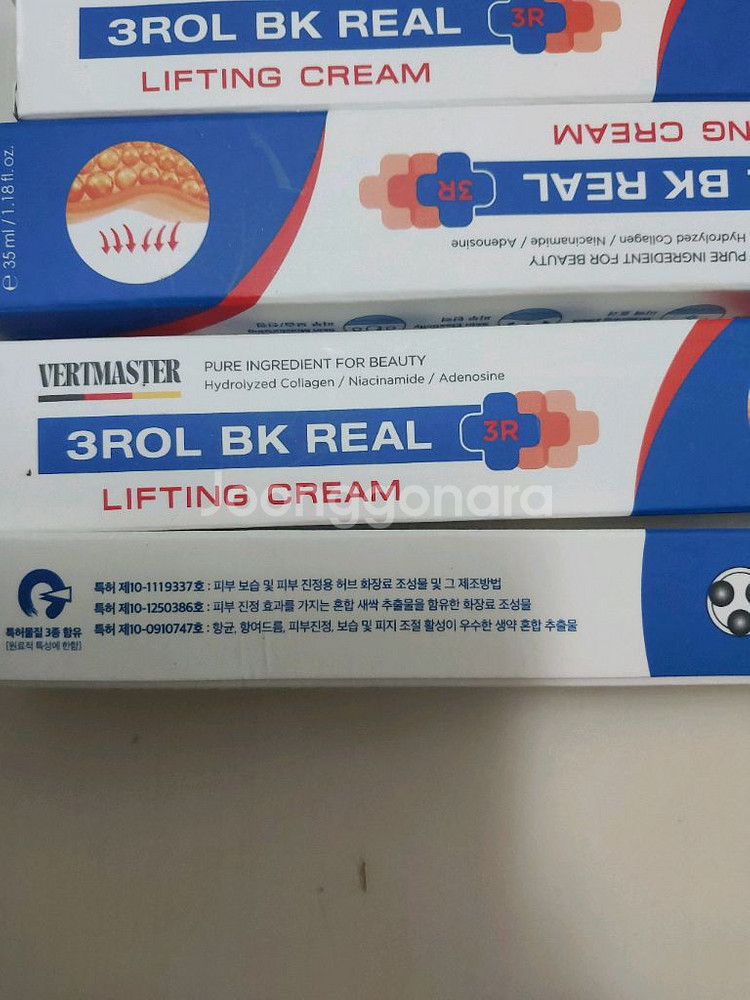 3ROL BK REAL
3R
LIFTING CREAM
℮ 35 ml / 1.18 fl. oz.
NG CREAM
BK REAL
3R
Hydrolyzed Collagen / Niacinamide / Adenosine
PURE INGREDIENT FOR BEAUTY
VERTMASTER
PURE INGREDIENT FOR BEAUTY
Hydrolyzed Collagen / Niacinamide / Adenosine
3ROL BK REAL
3R
LIFTING CREAM
Joonggonara
특허 제10-1119337호 : 피부 보습 및 피부 진정용 허브 화장료 조성물 및 그 제조방법
특허 제10-1250386호 : 피부 진정 효과를 가지는 혼합 새싹 추출물을 함유한 화장료 조성물
특허물질 3종 함유
특허 제10-0910747호 : 항균, 항여드름, 피부진정, 보습 및 피지 조절 활성이 우수한 생약 혼합 추출물
[원료적 특성에 한함]